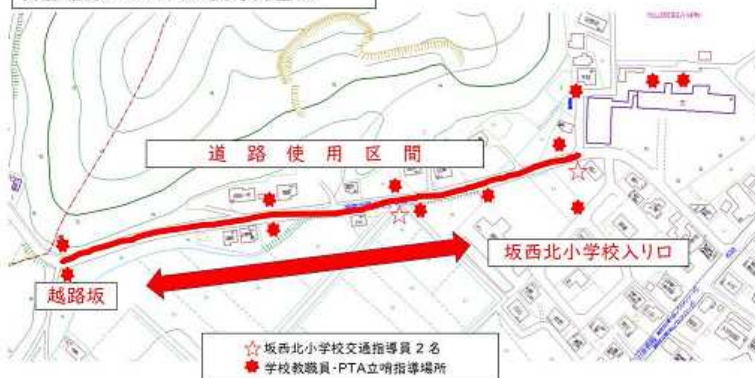 道路使用区間
坂西北小学校入り口
越路坂
坂西北小学校交通指導員2名
学校教職員・PTA立哨指導場所